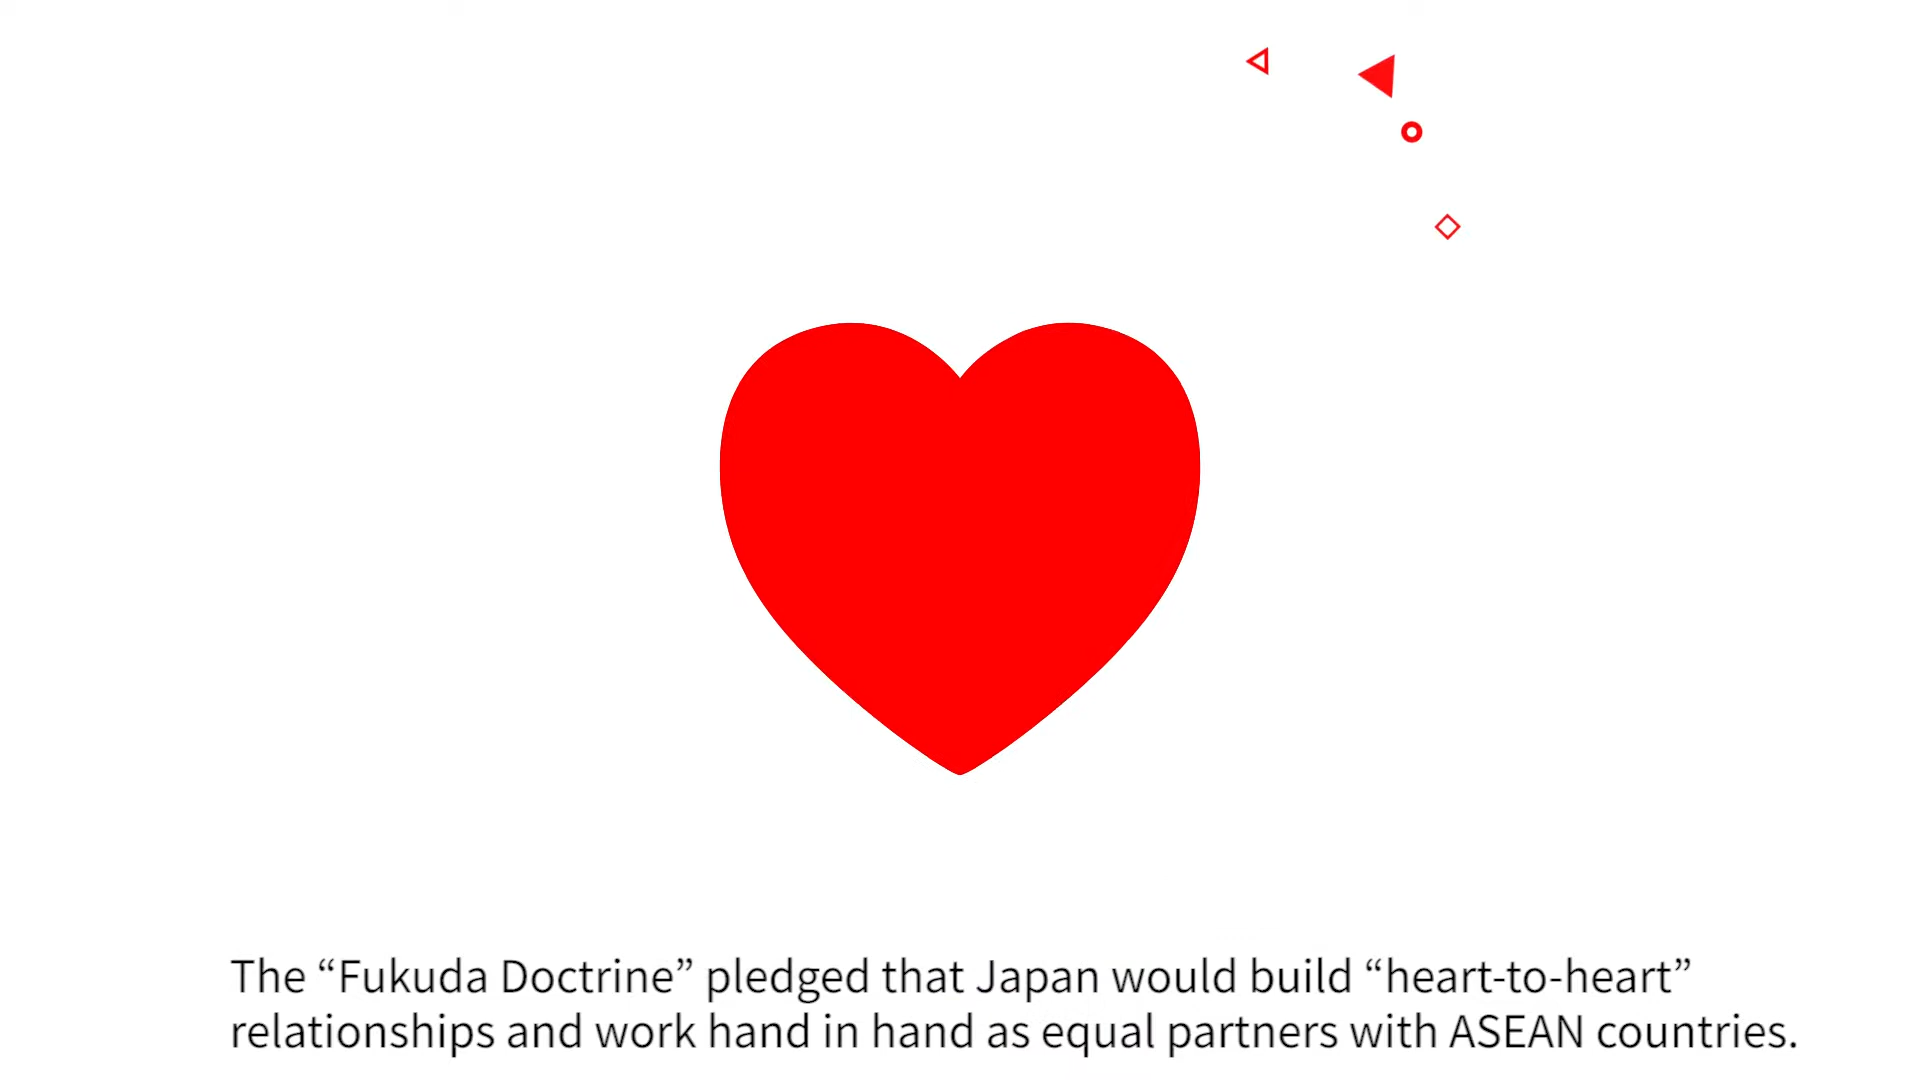 The “Fukuda Doctrine” pledged that Japan would build “heart-to-heart”
relationships and work hand in hand as equal partners with ASEAN countries.